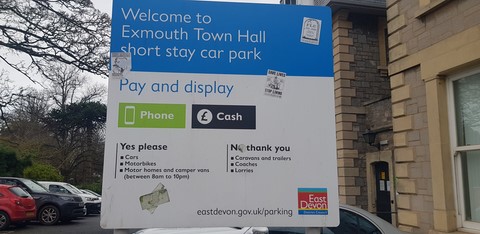 Welcome to
Exmouth Town Hall
short stay car park
Pay and display
Phone
£ Cash
Yes please
■ Cars
■ Motorbikes
■ Motor homes and camper vans
(between 8am to 10pm)
No thank you
■ Caravans and trailers
■ Coaches
■ Lorries
eastdevon.gov.uk/parking
East
Devon